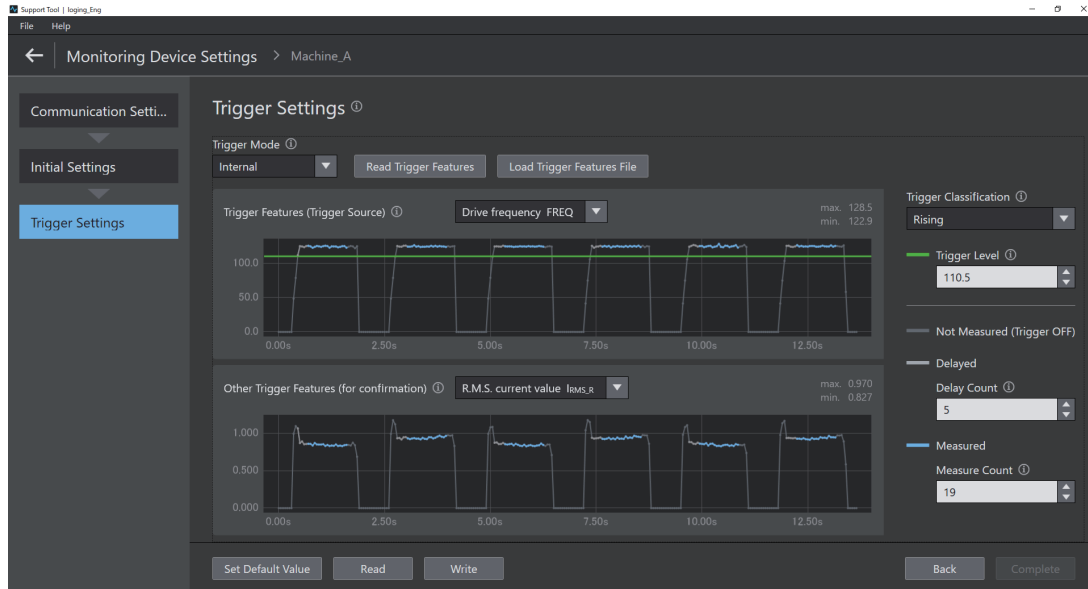 Support Tool | loging_Eng
File Help
Monitoring Device Settings > Machine_A
Communication Setti...
Initial Settings
Trigger Settings
Trigger Settings
Trigger Mode
Internal
Read Trigger Features
Load Trigger Features File
Trigger Features (Trigger Source)
Drive frequency FREQ
max. 128.5
min. 122.9
100.0
50.0
0.0
0.00s 2.50s 5.00s 7.50s 10.00s 12.50s
Other Trigger Features (for confirmation)
R.M.S. current value IRMS_R
max. 0.970
min. 0.827
1.000
0.500
0.000
0.00s 2.50s 5.00s 7.50s 10.00s 12.50s
Trigger Classification
Rising
Trigger Level
110.5
Not Measured (Trigger OFF)
Delayed
Delay Count
5
Measured
Measure Count
19
Set Default Value
Read
Write
Back
Complete